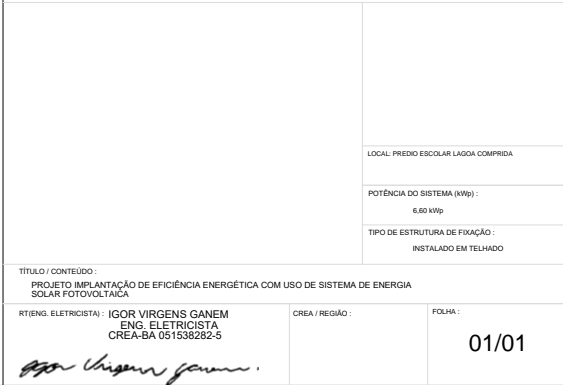 LOCAL: PREDIO ESCOLAR LAGOA COMPRIDA
POTÊNCIA DO SISTEMA (kWp) :
6,60 kWp
TIPO DE ESTRUTURA DE FIXAÇÃO :
INSTALADO EM TELHADO
TÍTULO / CONTEÚDO :
PROJETO IMPLANTAÇÃO DE EFICIÊNCIA ENERGÉTICA COM USO DE SISTEMA DE ENERGIA
SOLAR FOTOVOLTAICA
RT(ENG. ELETRICISTA) : IGOR VIRGENS GANEM
ENG. ELETRICISTA
CREA-BA 051538282-5
Igor Virgens Ganem.
CREA / REGIÃO :
FOLHA :
01/01